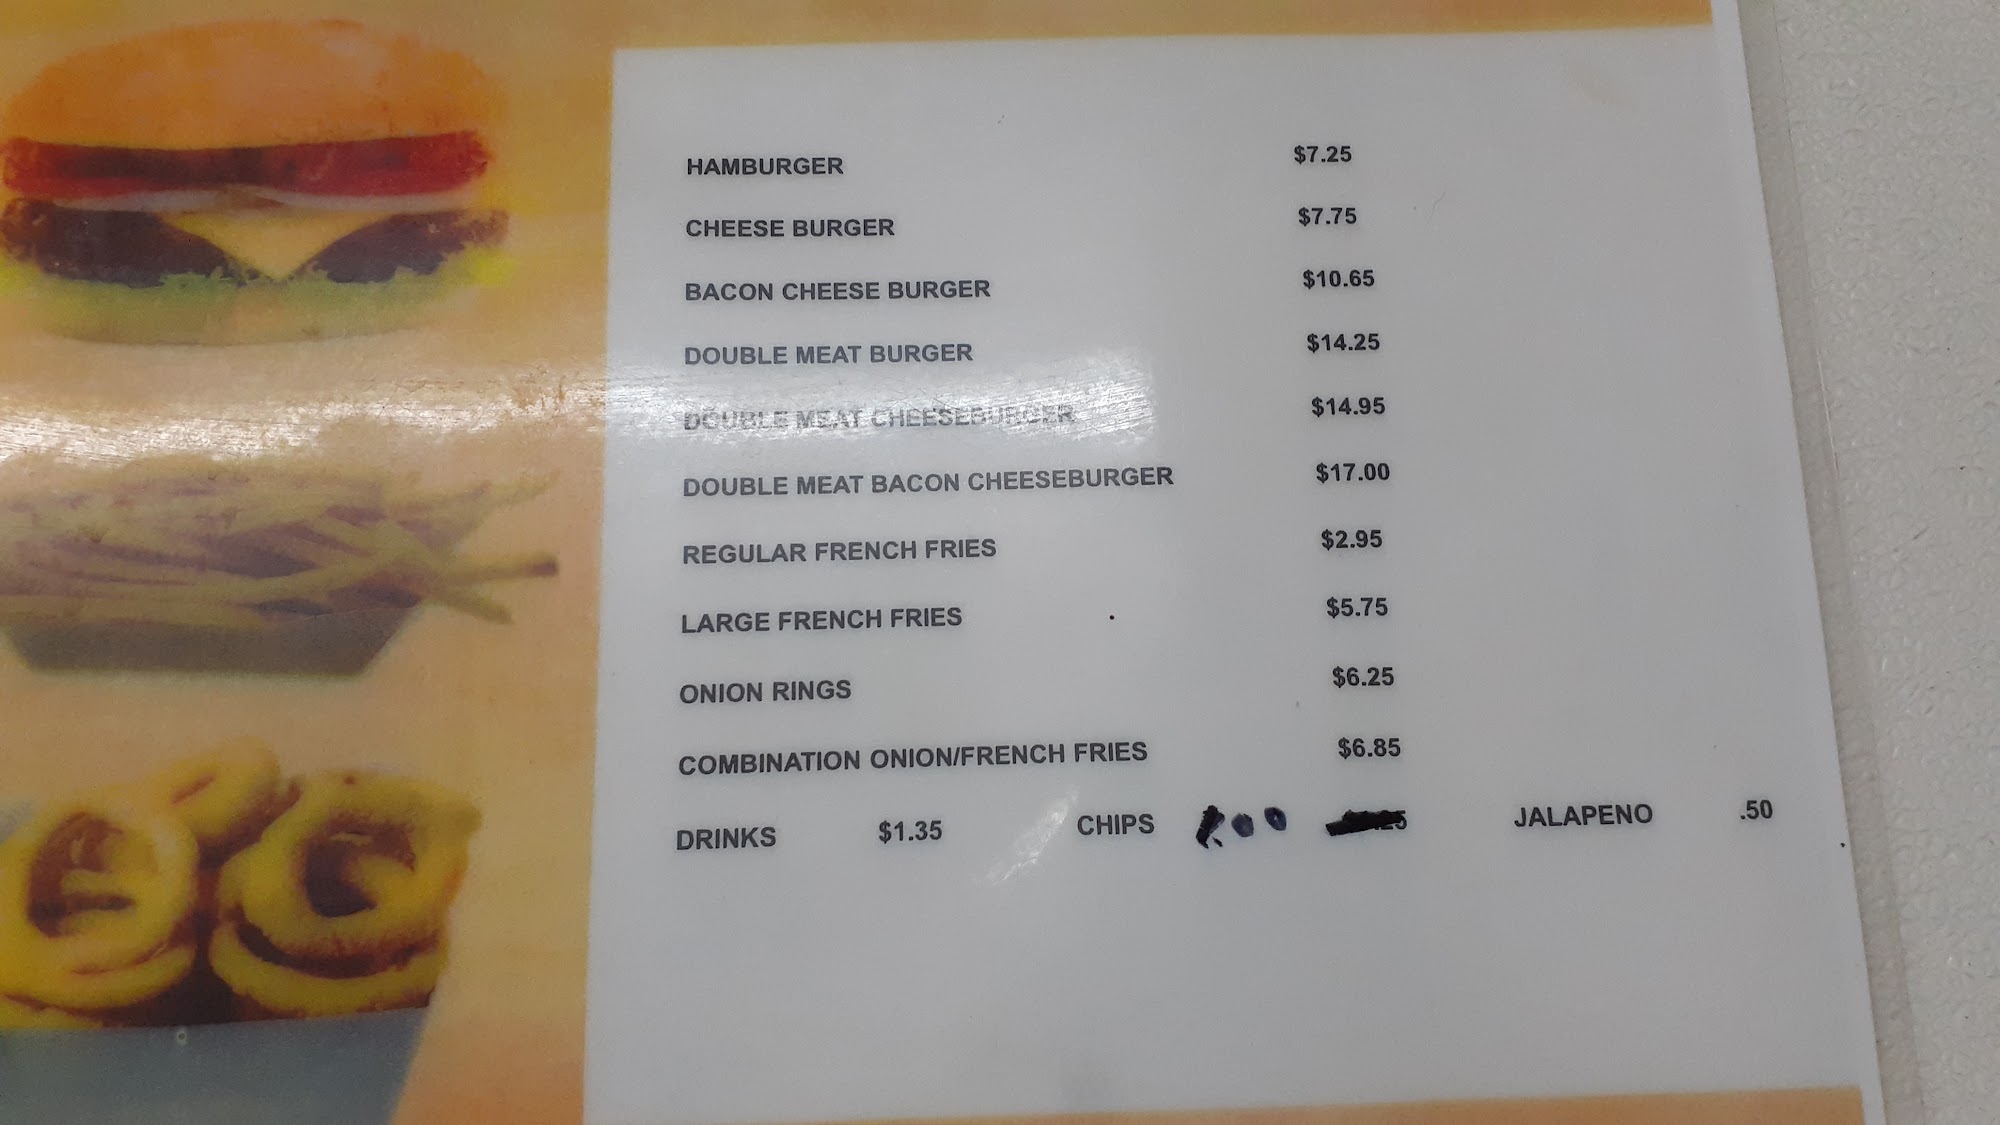 HAMBURGER $7.25
CHEESE BURGER $7.75
BACON CHEESE BURGER $10.65
DOUBLE MEAT BURGER $14.25
DOUBLE MEAT CHEESEBURGER $14.95
DOUBLE MEAT BACON CHEESEBURGER $17.00
REGULAR FRENCH FRIES $2.95
LARGE FRENCH FRIES $5.75
ONION RINGS $6.25
COMBINATION ONION/FRENCH FRIES $6.85
DRINKS $1.35 CHIPS JALAPENO .50